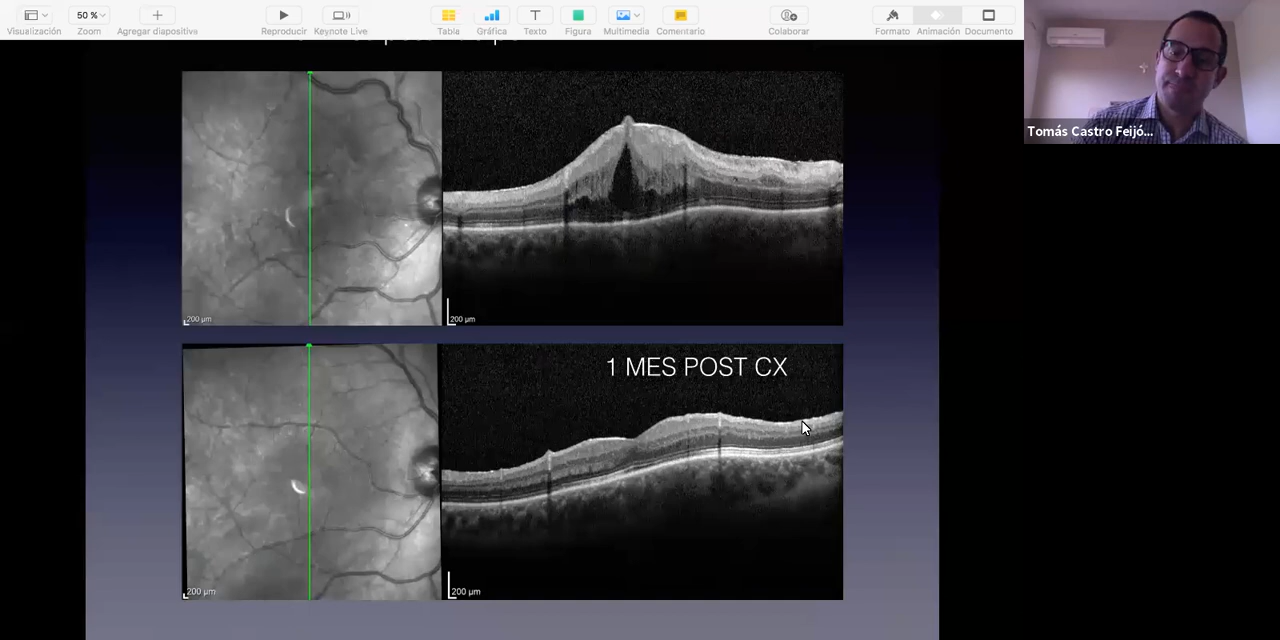 Visualización
50 %
Zoom
Agregar diapositiva
Reproducir
Keynote Live
Tabla
Gráfica
Texto
Figura
Multimedia
Comentario
Colaborar
Formato
Animación
Documento
Tomás Castro Feijó...
200 µm
200 µm
1 MES POST CX
200 µm
200 µm